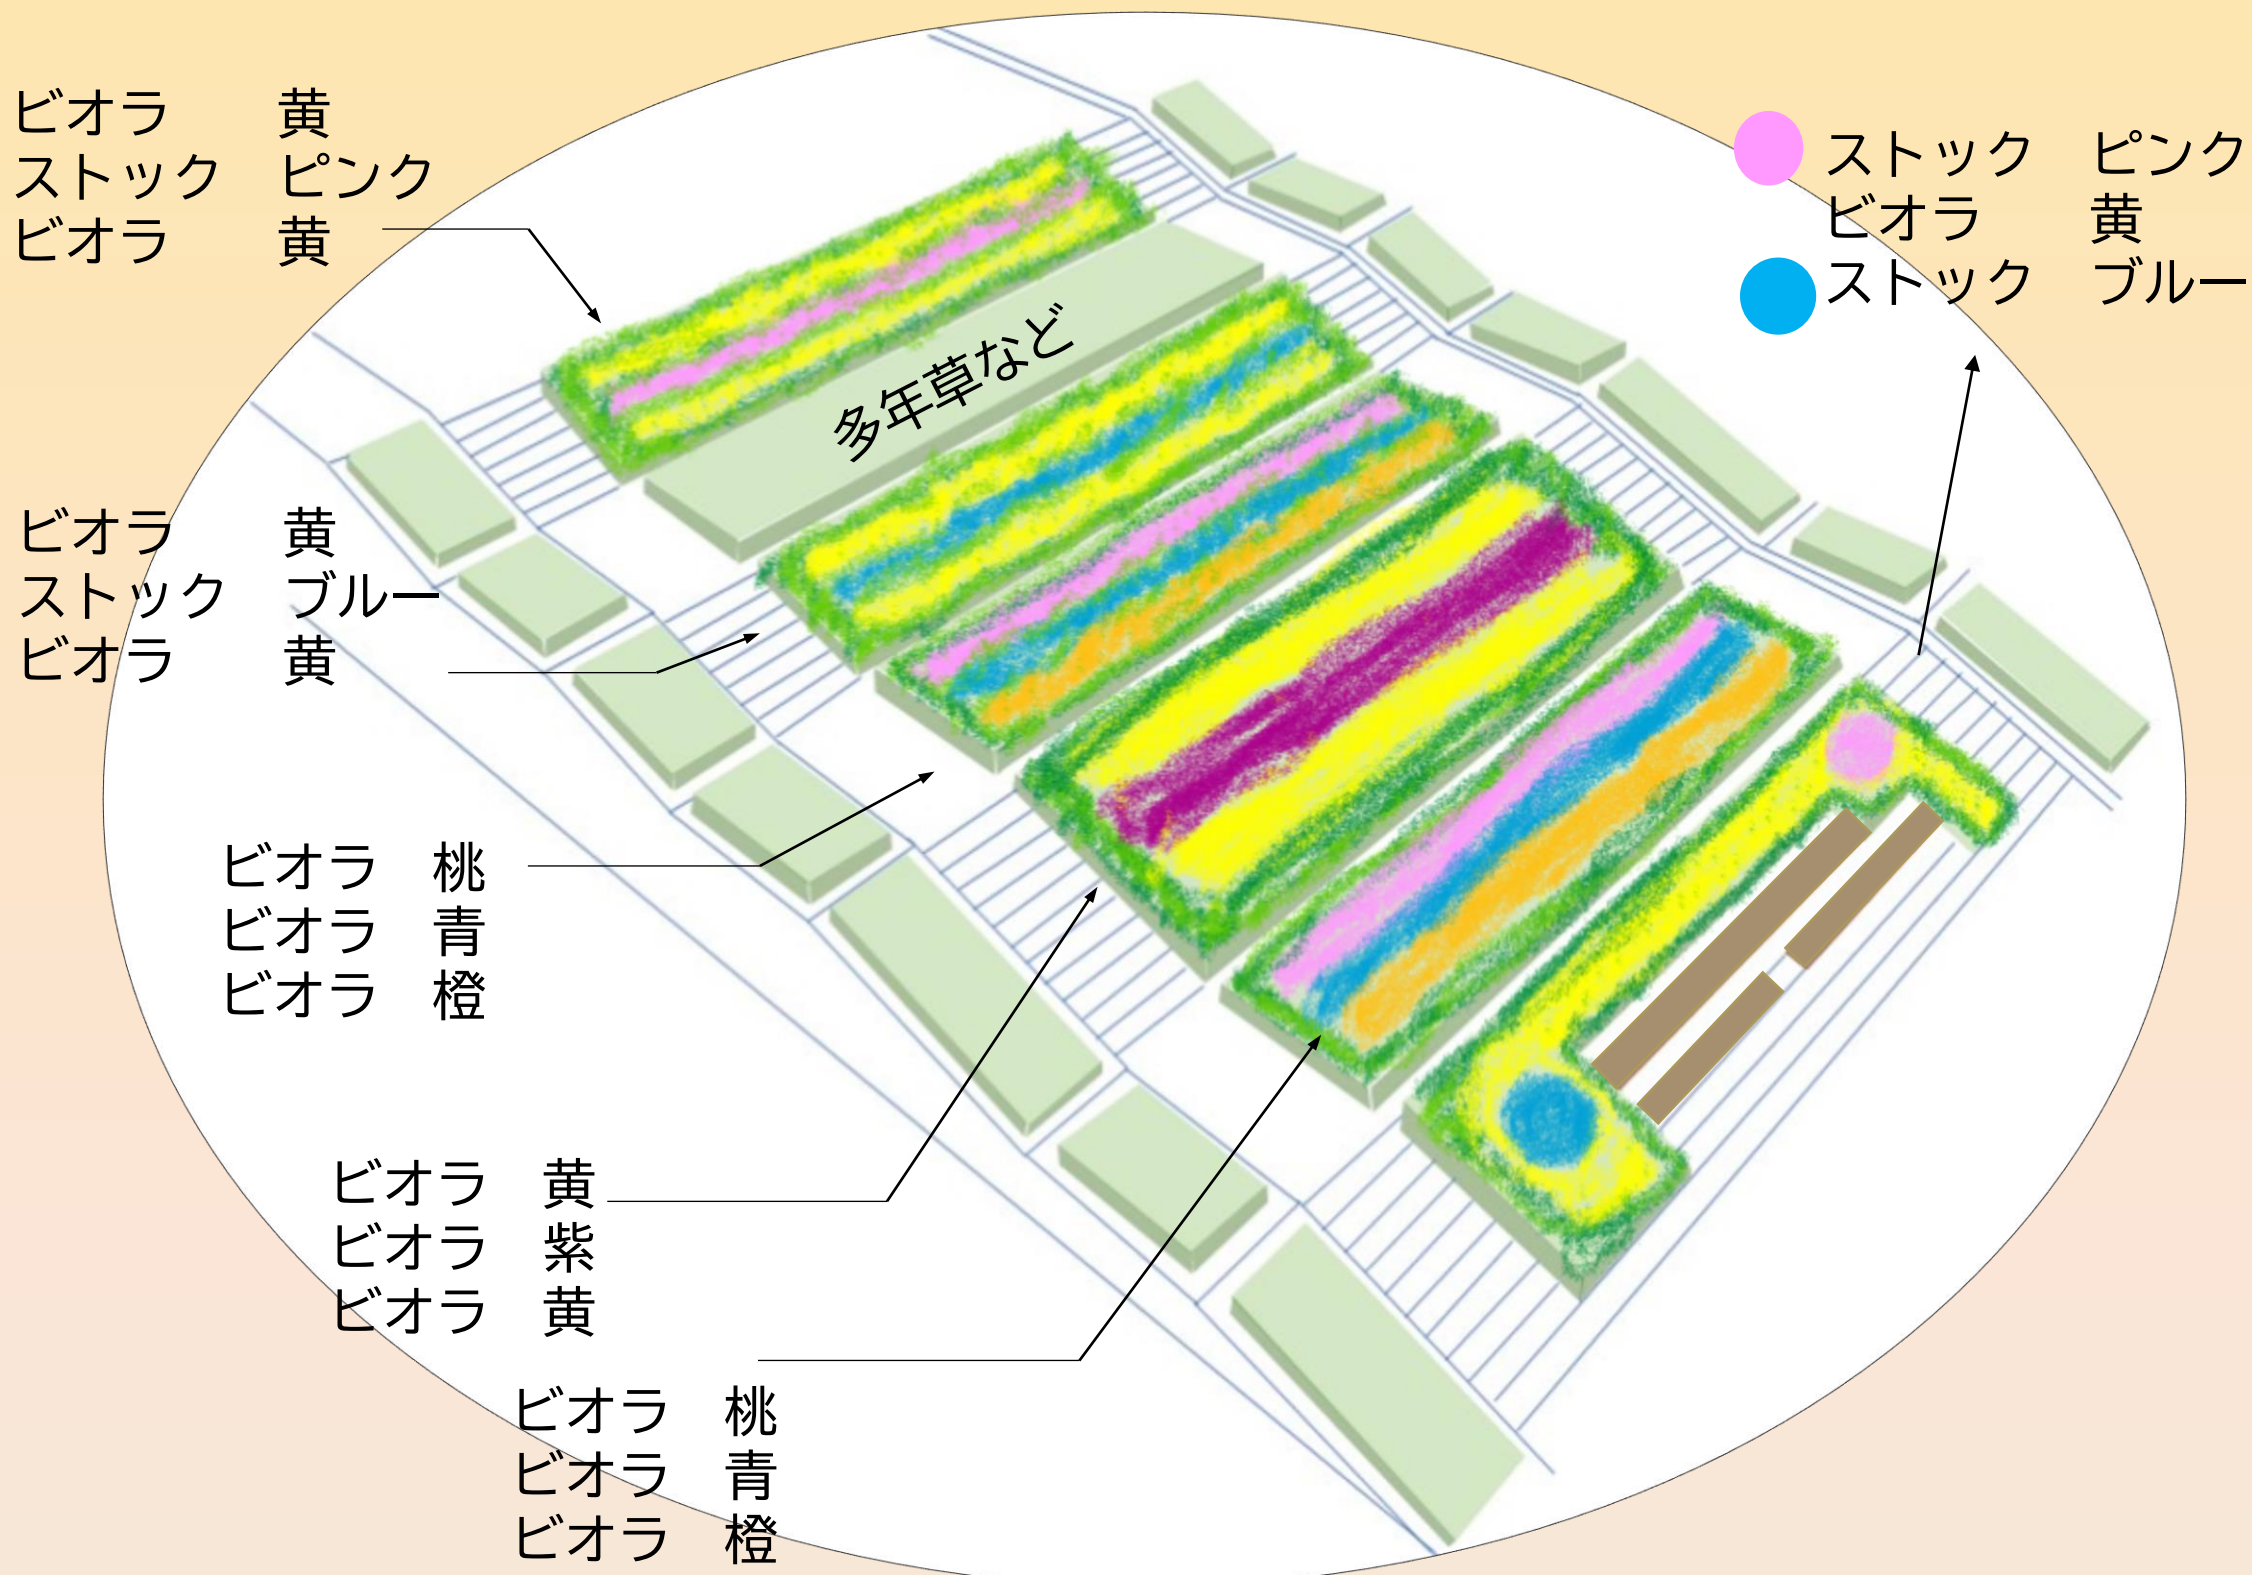 ビオラ　　黄
ストック　ピンク
ビオラ　　黄
ストック　ピンク
ビオラ　　黄
ストック　ブルー
多年草など
ビオラ　　黄
ストック　ブルー
ビオラ　　黄
ビオラ　桃
ビオラ　青
ビオラ　橙
ビオラ　黄
ビオラ　紫
ビオラ　黄
ビオラ　桃
ビオラ　青
ビオラ　橙